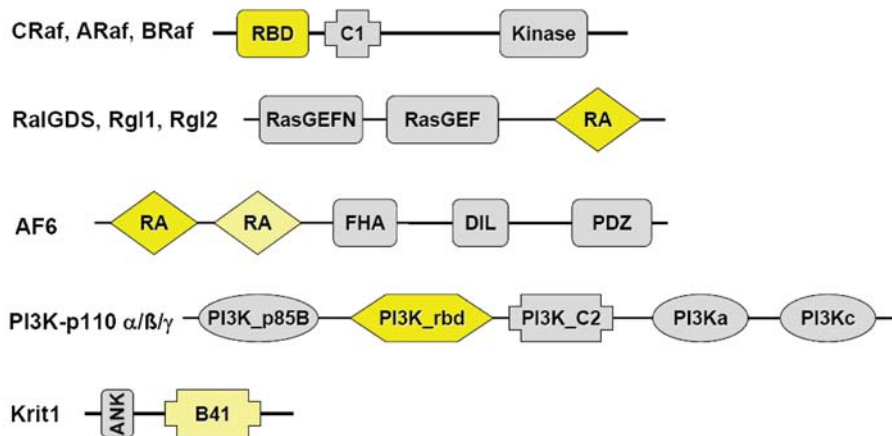 CRaf, ARaf, BRaf RBD C1 Kinase
RalGDS, Rgl1, Rgl2 RasGEFN RasGEF RA
AF6 RA RA FHA DIL PDZ
PI3K-p110 α/ß/γ PI3K_p85B PI3K_rbd PI3K_C2 PI3Ka PI3Kc
Krit1 ANK B41